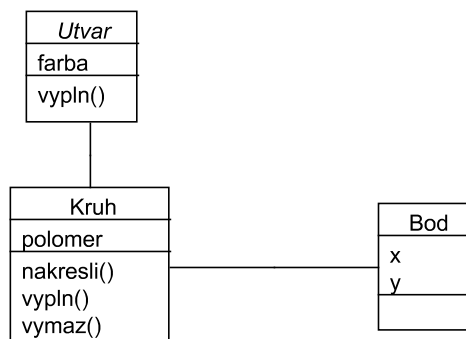 Utvar
farba
vypln()
Kruh
polomer
nakresli()
vypln()
vymaz()
Bod
x
y